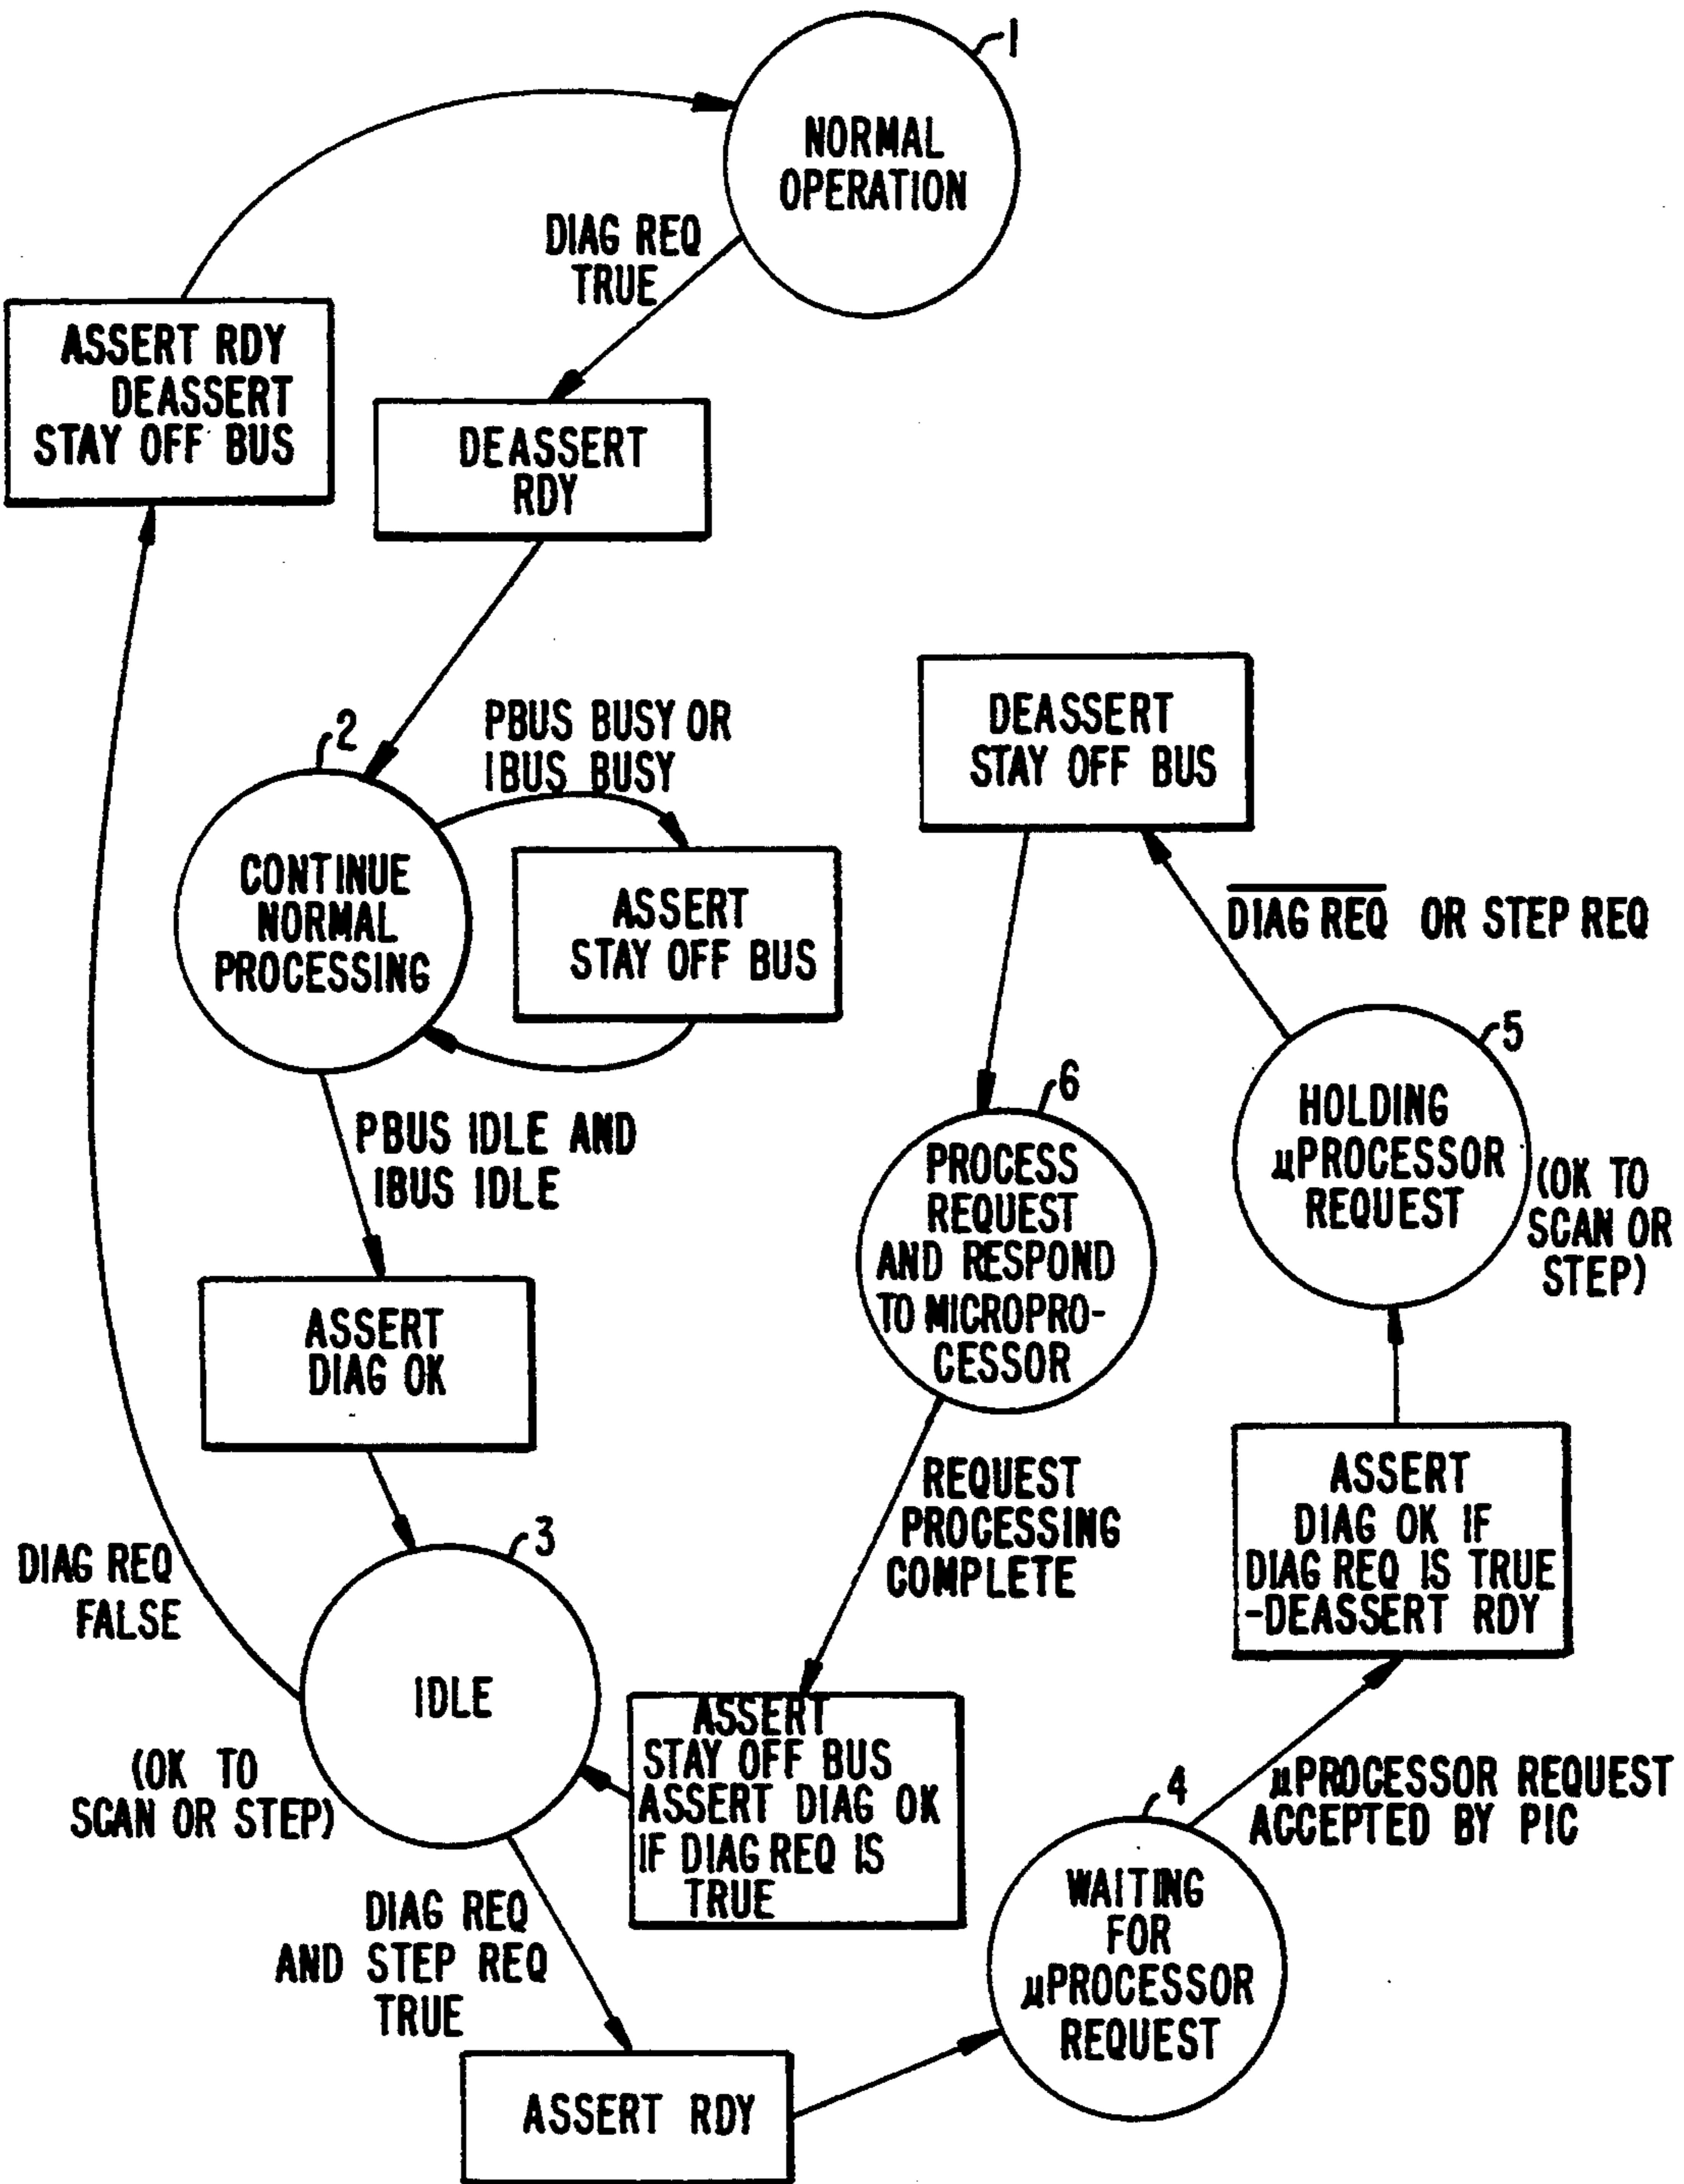 1
NORMAL
OPERATION
DIAG REQ
TRUE
ASSERT RDY
DEASSERT
STAY OFF BUS
DEASSERT
RDY
2
PBUS BUSY OR
IBUS BUSY
CONTINUE
NORMAL
PROCESSING
ASSERT
STAY OFF BUS
DEASSERT
STAY OFF BUS
DIAG REQ OR STEP REQ
5
HOLDING
µPROCESSOR
REQUEST
(OK TO
SCAN OR
STEP)
6
PROCESS
REQUEST
AND RESPOND
TO MICROPRO-
CESSOR
PBUS IDLE AND
IBUS IDLE
ASSERT
DIAG OK
REQUEST
PROCESSING
COMPLETE
ASSERT
DIAG OK IF
DIAG REQ IS TRUE
-DEASSERT RDY
DIAG REQ
FALSE
3
IDLE
(OK TO
SCAN OR STEP)
ASSERT
STAY OFF BUS
ASSERT DIAG OK
IF DIAG REQ IS
TRUE
4
µPROCESSOR REQUEST
ACCEPTED BY PIC
WAITING
FOR
µPROCESSOR
REQUEST
DIAG REQ
AND STEP REQ
TRUE
ASSERT RDY